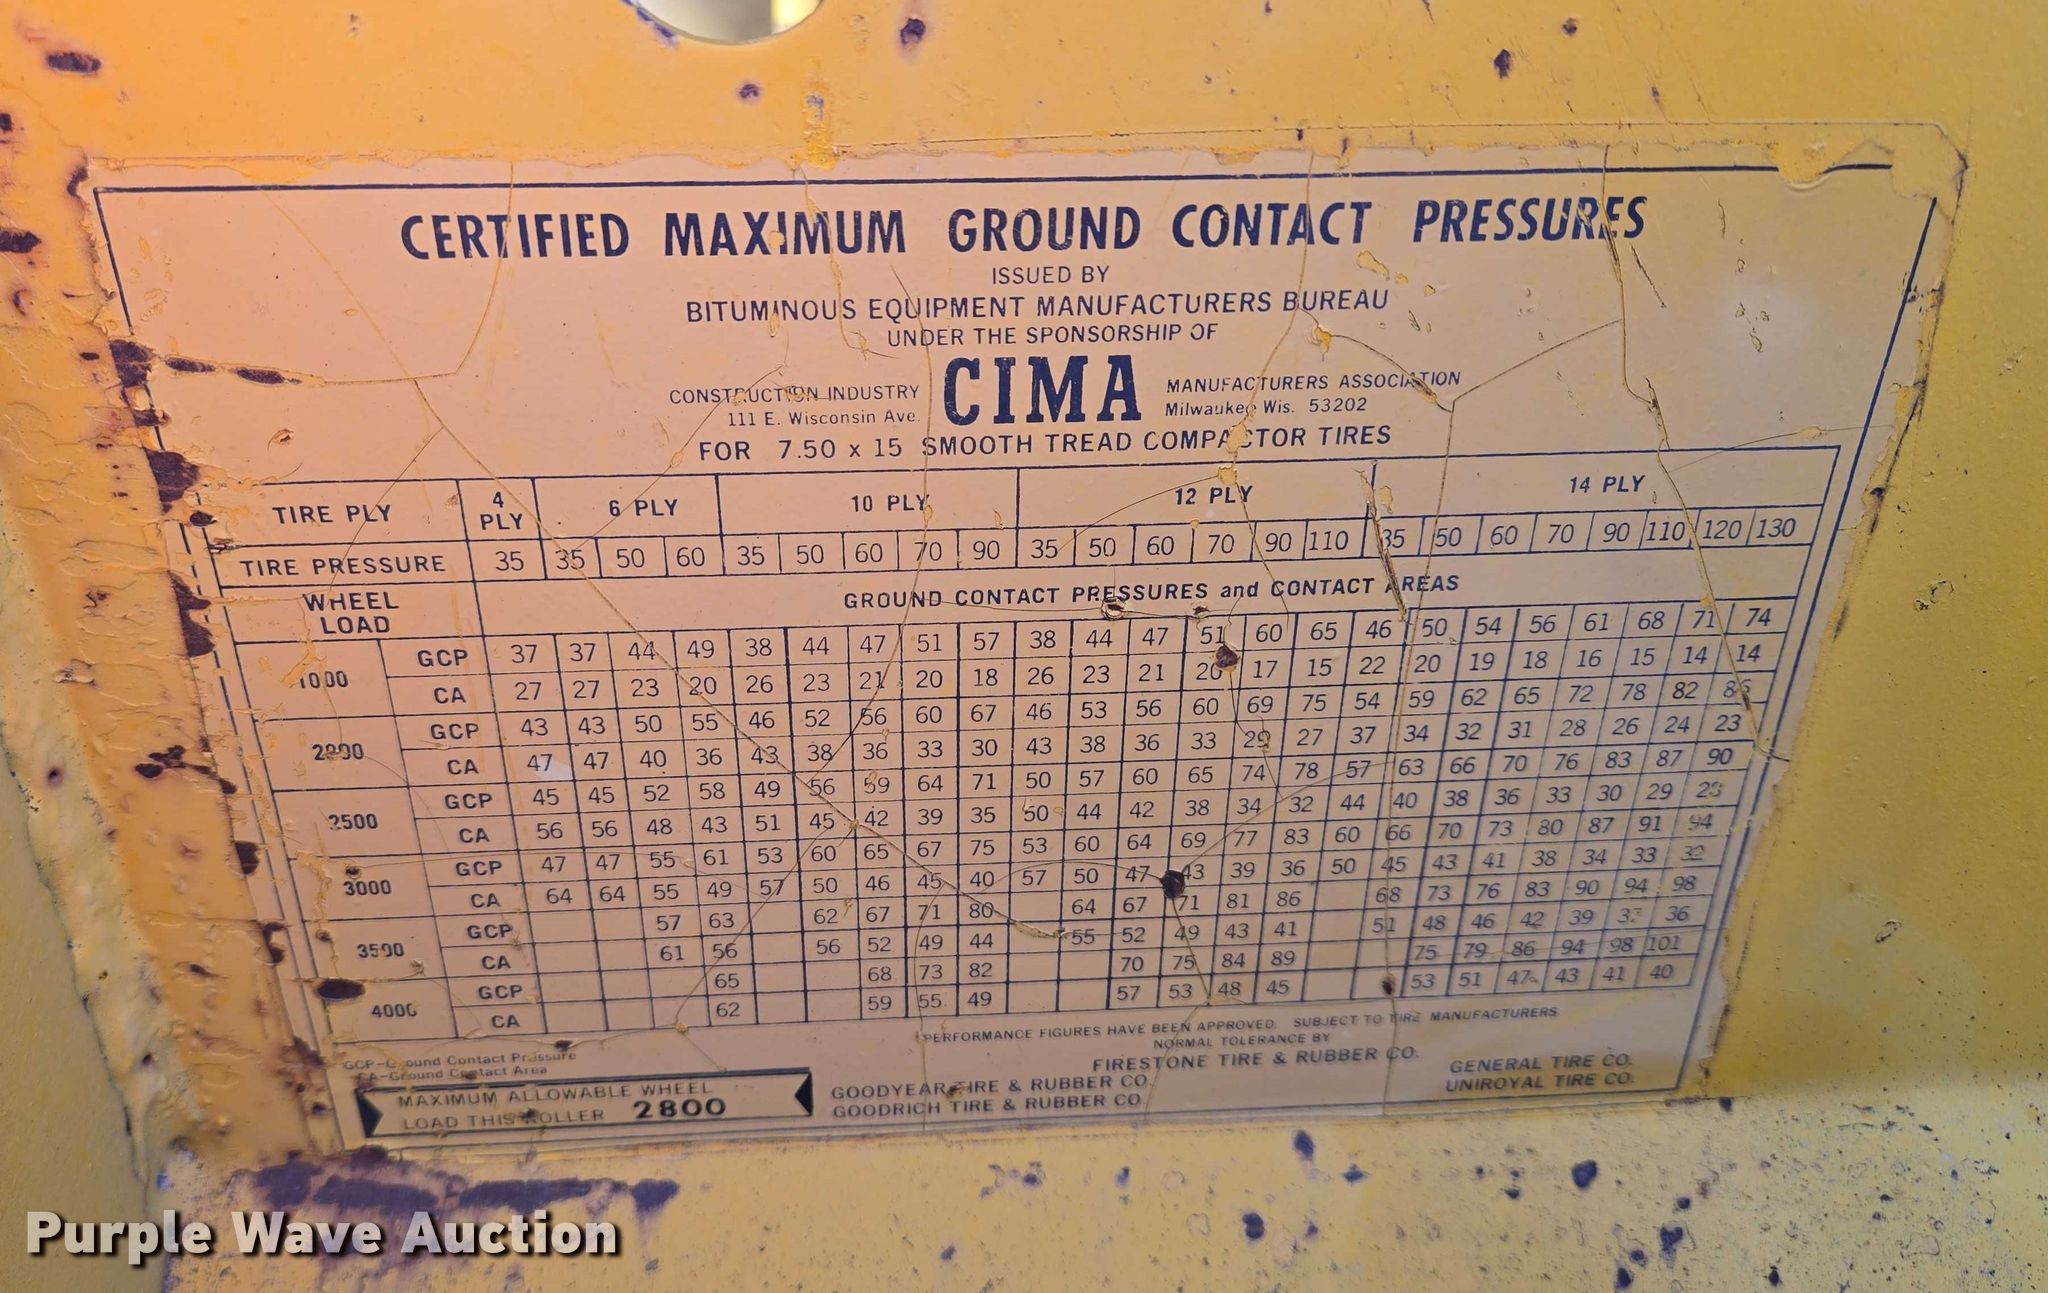 CERTIFIED MAXIMUM GROUND CONTACT PRESSURES
ISSUED BY
BITUMINOUS EQUIPMENT MANUFACTURERS BUREAU
UNDER THE SPONSORSHIP OF
CONSTRUCTION INDUSTRY CIMA MANUFACTURERS ASSOCIATION
111 E. Wisconsin Ave. Milwaukee Wis. 53202
FOR 7.50 x 15 SMOOTH TREAD COMPACTOR TIRES
TIRE PLY 4 PLY 6 PLY 10 PLY 12 PLY 14 PLY
TIRE PRESSURE 35 35 50 60 35 50 60 70 90 35 50 60 70 90 110 35 50 60 70 90 110 120 130
WHEEL LOAD GROUND CONTACT PRESSURES and CONTACT AREAS
1000 GCP 37 37 44 49 38 44 47 51 57 38 44 47 51 60 65 46 50 54 56 61 68 71 74
CA 27 27 23 20 26 23 21 20 18 26 23 21 20 17 15 22 20 19 18 16 15 14 14
2000 GCP 43 43 50 55 46 52 56 60 67 46 53 56 60 69 75 54 59 62 65 72 78 82 86
CA 47 47 40 36 43 38 36 33 30 43 38 36 33 29 27 37 34 32 31 28 26 24 23
2500 GCP 45 45 52 58 49 56 59 64 71 50 57 60 65 74 78 57 63 66 70 76 83 87 90
CA 56 56 48 43 51 45 42 39 35 50 44 42 38 34 32 44 40 38 36 33 30 29 28
3000 GCP 47 47 55 61 53 60 65 67 75 53 60 64 69 77 83 60 66 70 73 80 87 91 94
CA 64 64 55 49 57 50 46 45 40 57 50 47 43 39 36 50 45 43 41 38 34 33 32
3500 GCP 57 63 62 67 71 80 64 67 71 81 86 68 73 76 83 90 94 98
CA 61 56 56 52 49 44 55 52 49 43 41 51 48 46 42 39 37 36
4000 GCP 65 68 73 82 70 75 84 89 75 79 86 94 98 101
CA 62 59 55 49 57 53 48 45 53 51 47 43 41 40
GCP-Ground Contact Pressure
CA-Ground Contact Area
PERFORMANCE FIGURES HAVE BEEN APPROVED. SUBJECT TO TIRE MANUFACTURERS
NORMAL TOLERANCE BY
FIRESTONE TIRE & RUBBER CO.
GOODYEAR TIRE & RUBBER CO.
GOODRICH TIRE & RUBBER CO.
GENERAL TIRE CO.
UNIROYAL TIRE CO.
MAXIMUM ALLOWABLE WHEEL
LOAD THIS ROLLER 2800
Purple Wave Auction